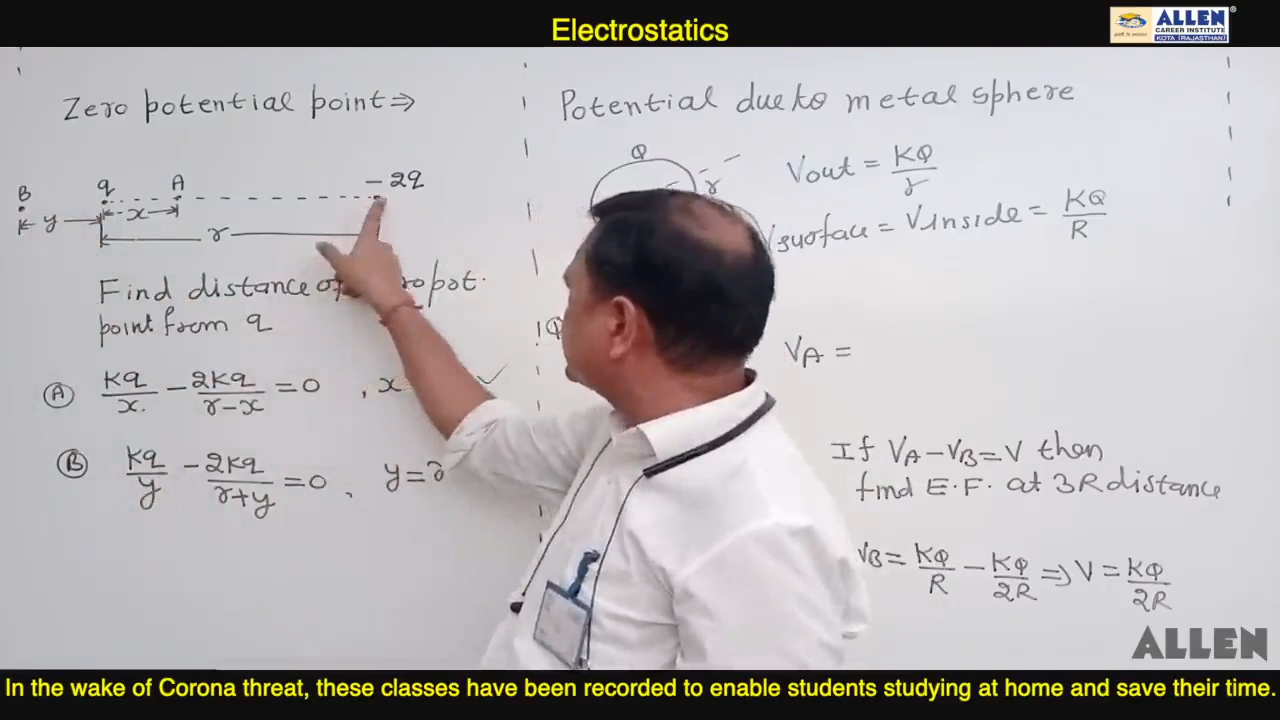 Electrostatics
ALLEN
CAREER INSTITUTE
KOTA (RAJASTHAN)
Zero potential point ⇒
B q A -2q
y x
r
Find distance of pot.
point from q
(A) Kq/x - 2Kq/(r-x) = 0 , x ✓
(B) Kq/y - 2Kq/(r+y) = 0 , y=r
Potential due to metal sphere
Q
r
Vout = KQ/r
Vsurface = Vinside = KQ/R
VA =
If VA-VB=V then
find E.F. at 3R distance
VB = KQ/R - KQ/2R ⇒ V = KQ/2R
ALLEN
In the wake of Corona threat, these classes have been recorded to enable students studying at home and save their time.